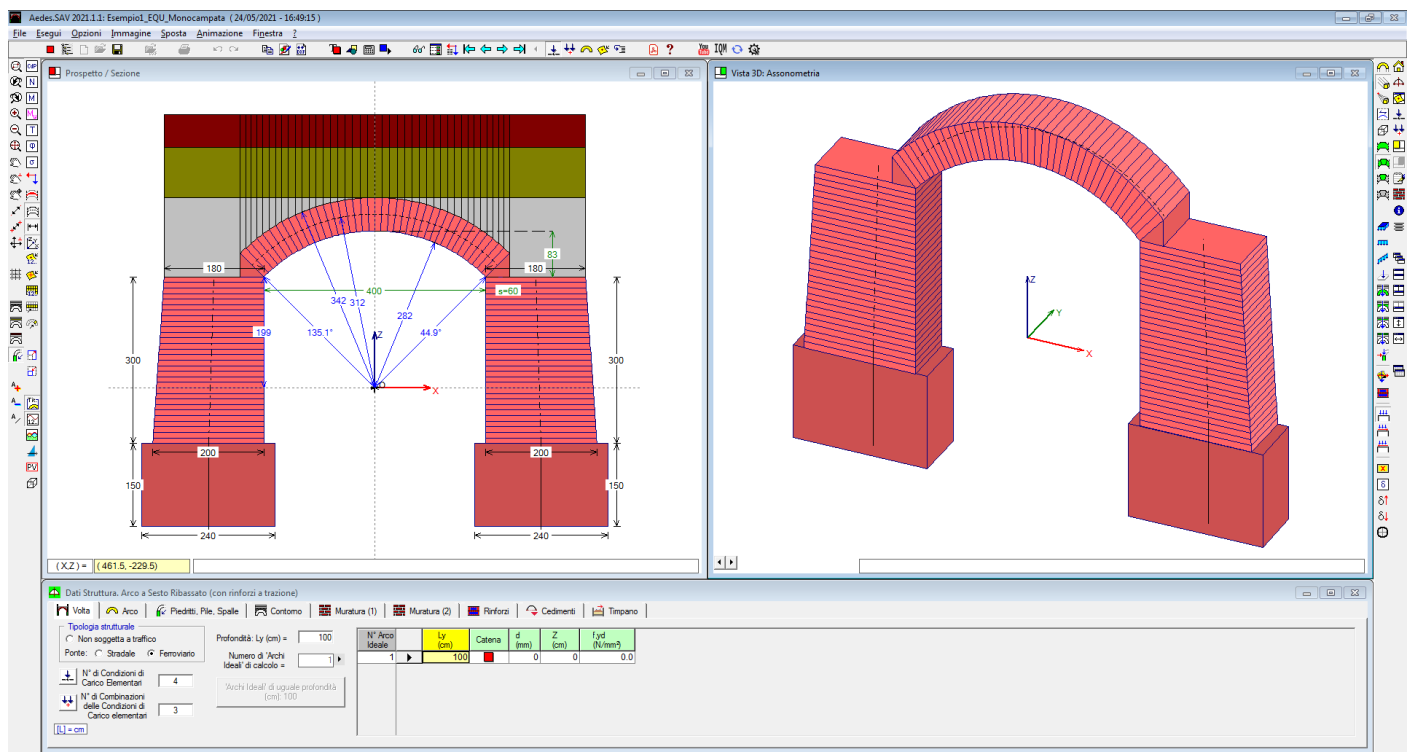 Aedes.SAV 2021.1.1: Esempio1_EQU_Monocampata ( 24/05/2021 - 16:49:15 )
File Esegui Opzioni Immagine Sposta Animazione Finestra ?
You IQM
Prospetto / Sezione
N
M
T
Φ
σ
PV
180 180
83
400 s=60
342 312
282
199 135.1° 44.9°
Z
X
300 300
200 200
150 150
240 240
(X,Z) = (461.5, -229.5)
Vista 3D: Assonometria
Z
Y
X
X
δ
δ↑
δ↓
Dati Struttura. Arco a Sesto Ribassato (con rinforzi a trazione)
Volta Arco Piedritti, Pile, Spalle Contorno Muratura (1) Muratura (2) Rinforzi Cedimenti Timpano
Tipologia strutturale
Non soggetta a traffico
Ponte: Stradale Ferroviario
N° di Condizioni di
Carico Elementari 4
N° di Combinazioni
delle Condizioni di
Carico elementari 3
[L] = cm
Profondità: Ly (cm) = 100
Numero di 'Archi
Ideali' di calcolo = 1
'Archi Ideali' di uguale profondità
(cm): 100
N° Arco
Ideale Ly
(cm) Catena d
(mm) Z
(cm) f,yd
(N/mm²)
1 100 0 0 0.0